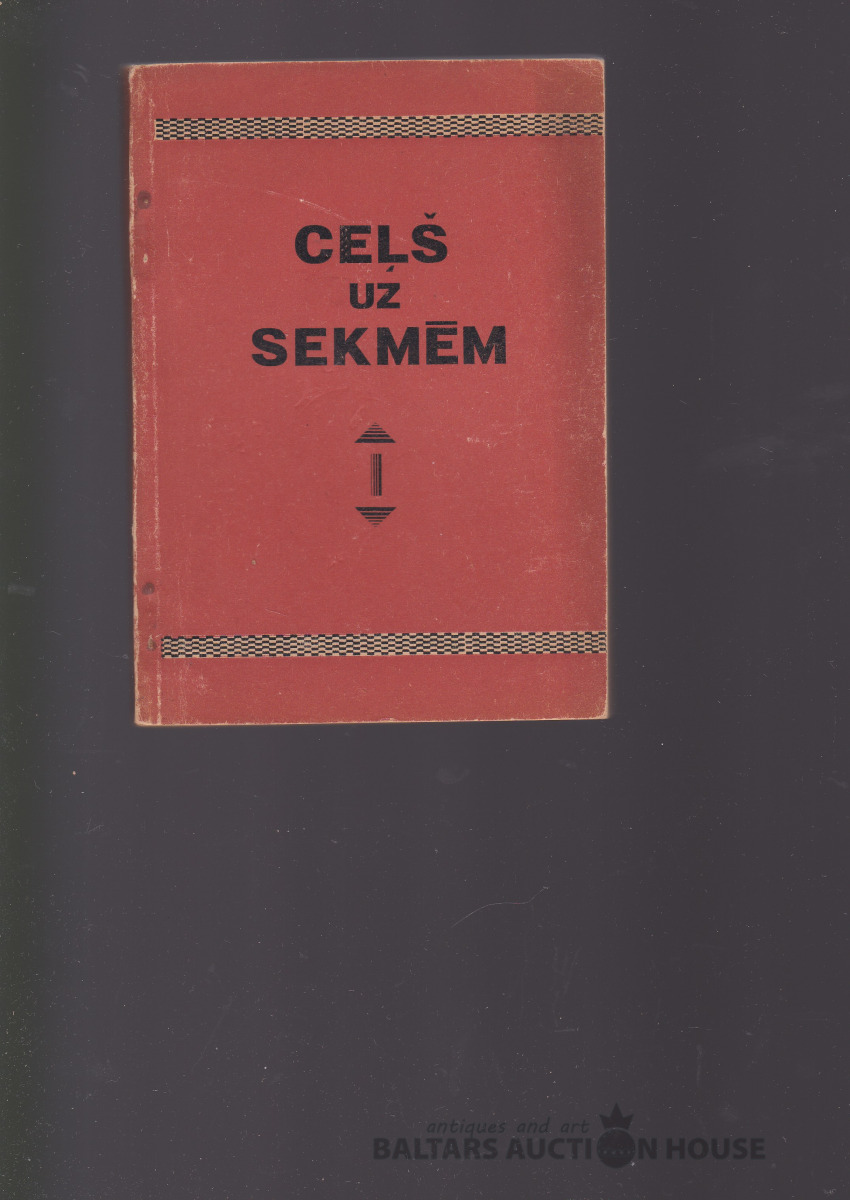 CEĻŠ
UZ
SEKMĒM
I
antiques and art
BALTARS AUCTION HOUSE